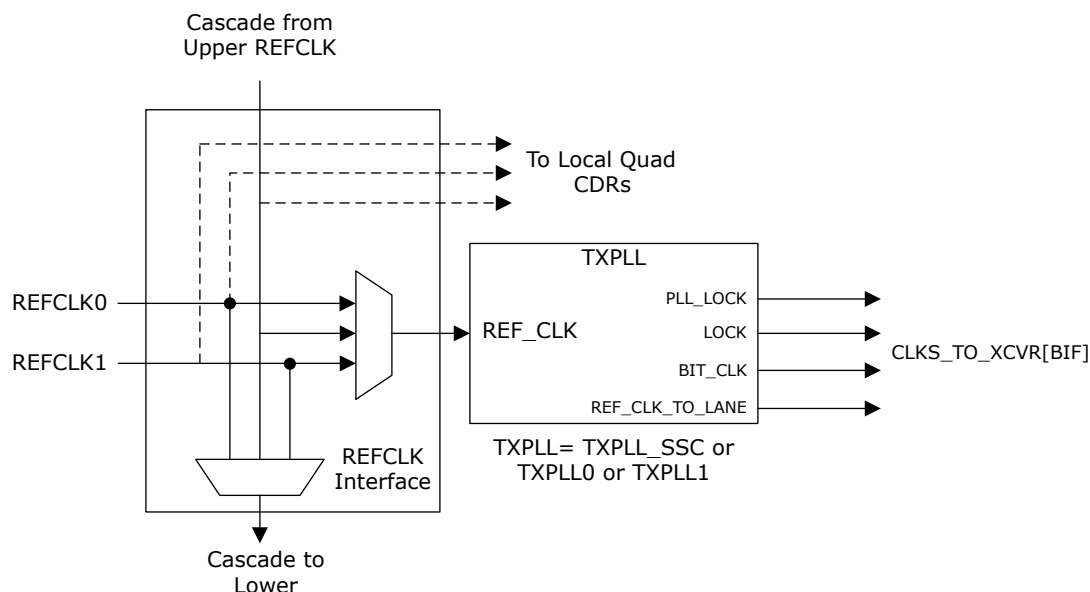 Cascade from
Upper REFCLK
To Local Quad
CDRs
TXPLL
REFCLK0
PLL_LOCK
REF_CLK
LOCK
REFCLK1
CLKS_TO_XCVR[BIF]
BIT_CLK
REF_CLK_TO_LANE
TXPLL= TXPLL_SSC or
TXPLL0 or TXPLL1
REFCLK
Interface
Cascade to
Lower